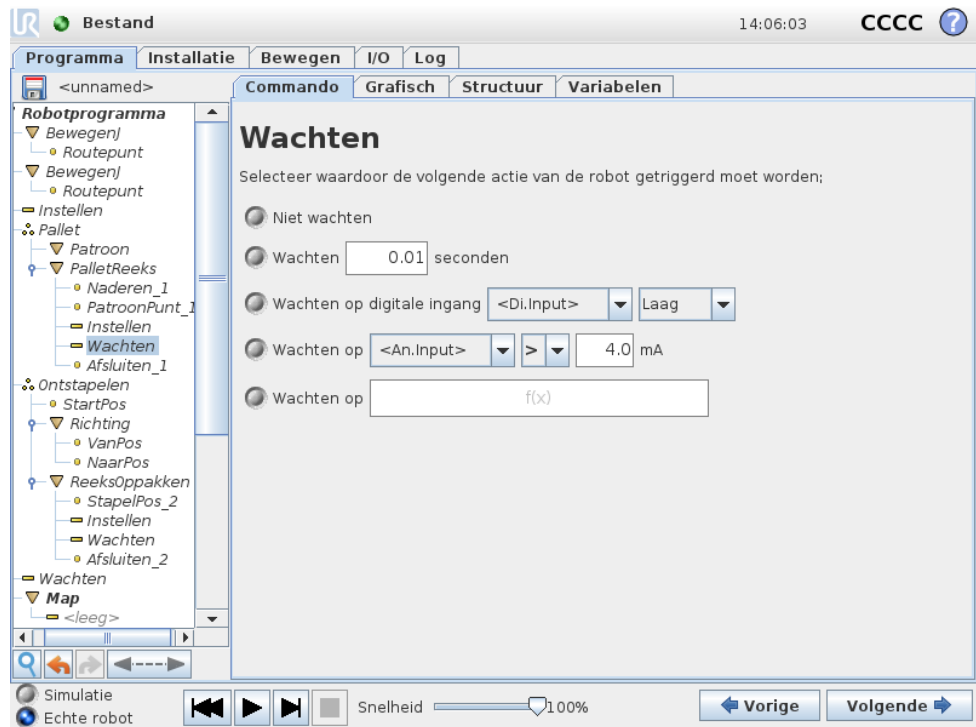 UR Bestand 14:06:03 CCCC ?
Programma Installatie Bewegen I/O Log
<unnamed> Commando Grafisch Structuur Variabelen
Robotprogramma
BewegenJ
Routepunt
BewegenJ
Routepunt
Instellen
Pallet
Patroon
PalletReeks
Naderen_1
PatroonPunt_1
Instellen
Wachten
Afsluiten_1
Ontstapelen
StartPos
Richting
VanPos
NaarPos
ReeksOppakken
StapelPos_2
Instellen
Wachten
Afsluiten_2
Wachten
Map
<leeg>
Wachten
Selecteer waardoor de volgende actie van de robot getriggerd moet worden;
Niet wachten
Wachten 0.01 seconden
Wachten op digitale ingang <Di.Input> Laag
Wachten op <An.Input> > 4.0 mA
Wachten op f(x)
Simulatie
Echte robot
Snelheid 100% Vorige Volgende